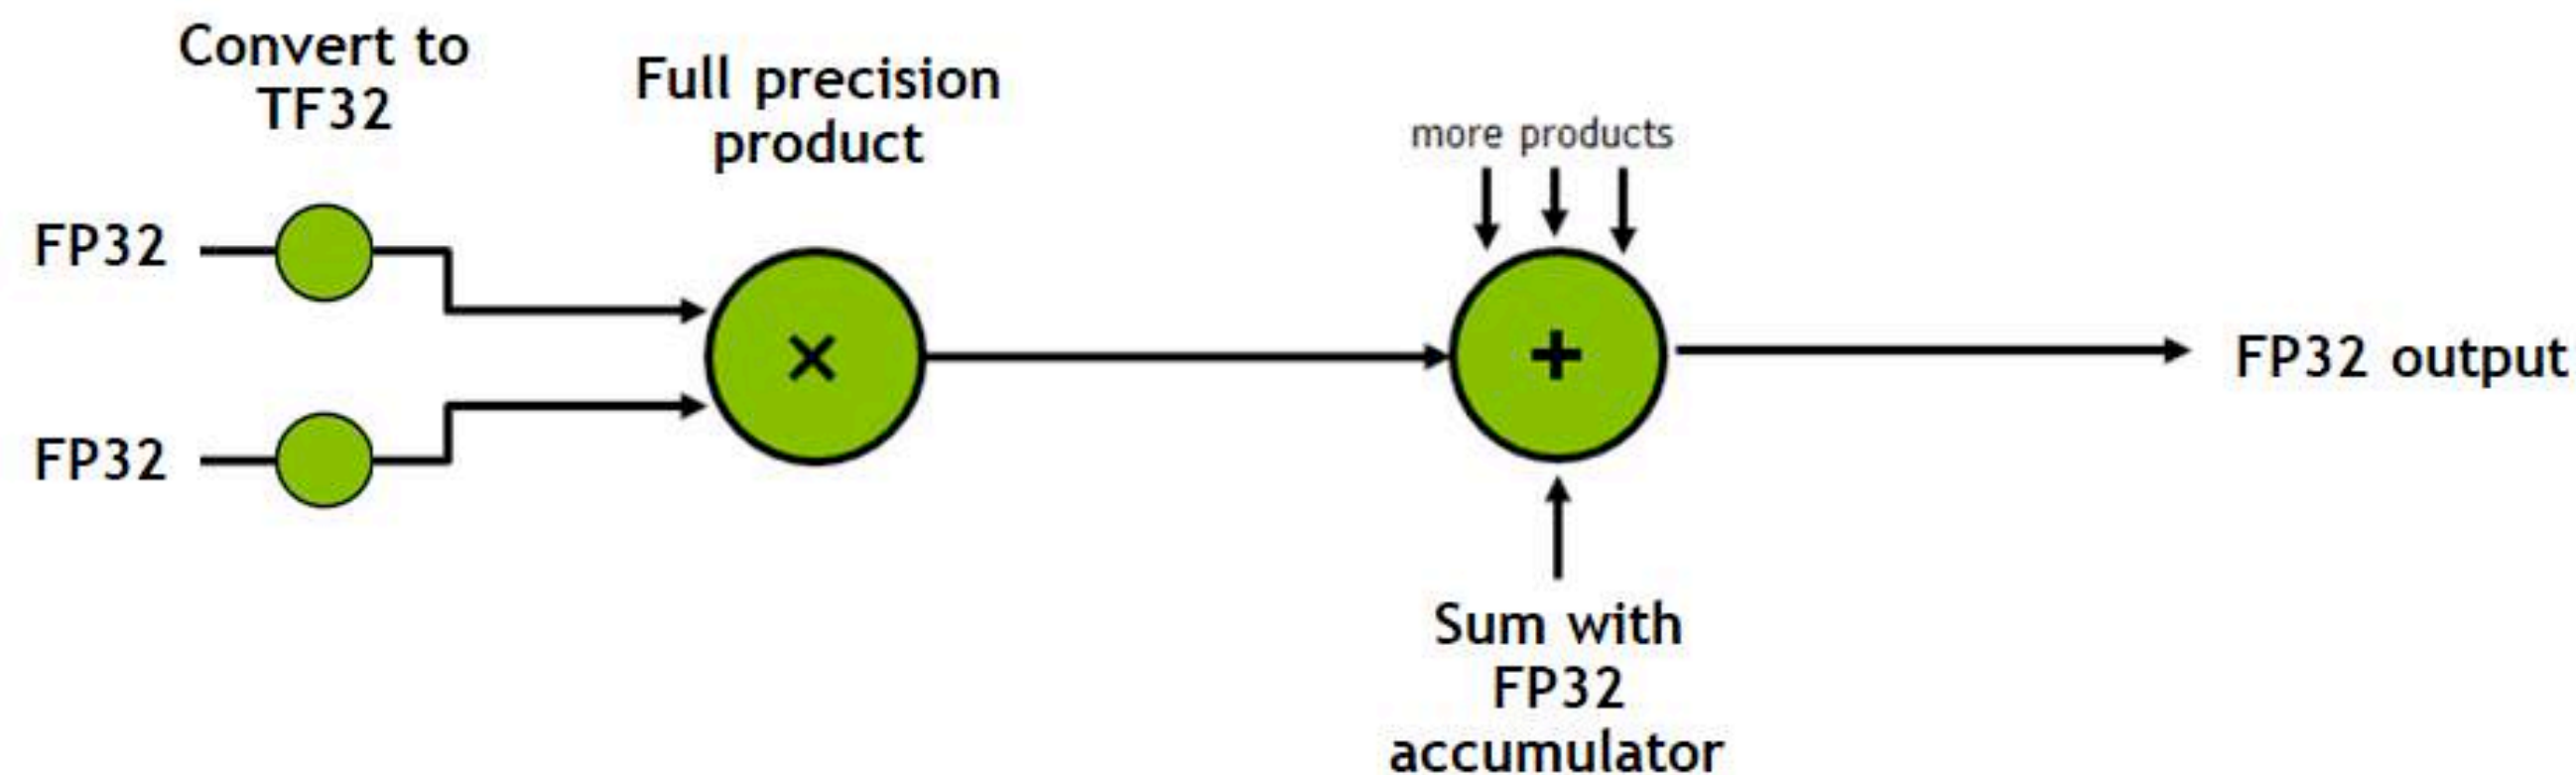 Convert to
TF32
Full precision
product
more products
FP32
×
+
FP32 output
FP32
Sum with
FP32
accumulator